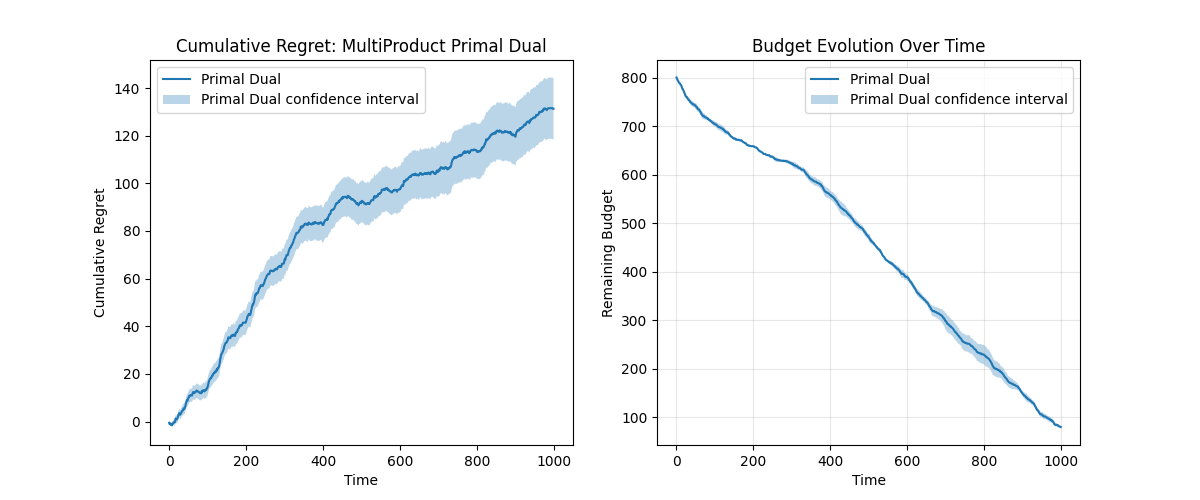 Cumulative Regret: MultiProduct Primal Dual
Primal Dual
Primal Dual confidence interval
Cumulative Regret
140
120
100
80
60
40
20
0
0 200 400 600 800 1000
Time
Budget Evolution Over Time
Primal Dual
Primal Dual confidence interval
Remaining Budget
800
700
600
500
400
300
200
100
0 200 400 600 800 1000
Time